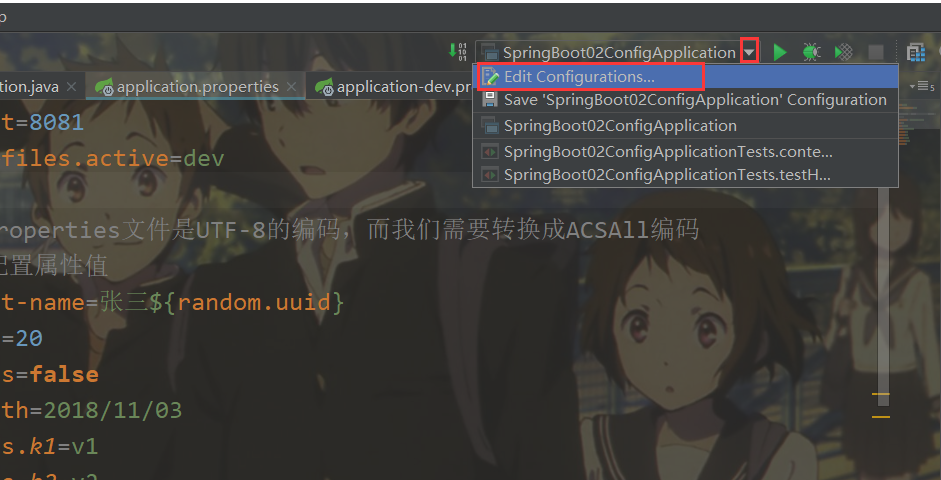 p
SpringBoot02ConfigApplication
Edit Configurations...
Save 'SpringBoot02ConfigApplication' Configuration
SpringBoot02ConfigApplication
SpringBoot02ConfigApplicationTests.conte...
SpringBoot02ConfigApplicationTests.testH...
tion.java
application.properties
application-dev.pr
t=8081
files.active=dev
roperties文件是UTF-8的编码，而我们需要转换成ACSAll编码
配置属性值
t-name=张三${random.uuid}
=20
s=false
th=2018/11/03
s.k1=v1